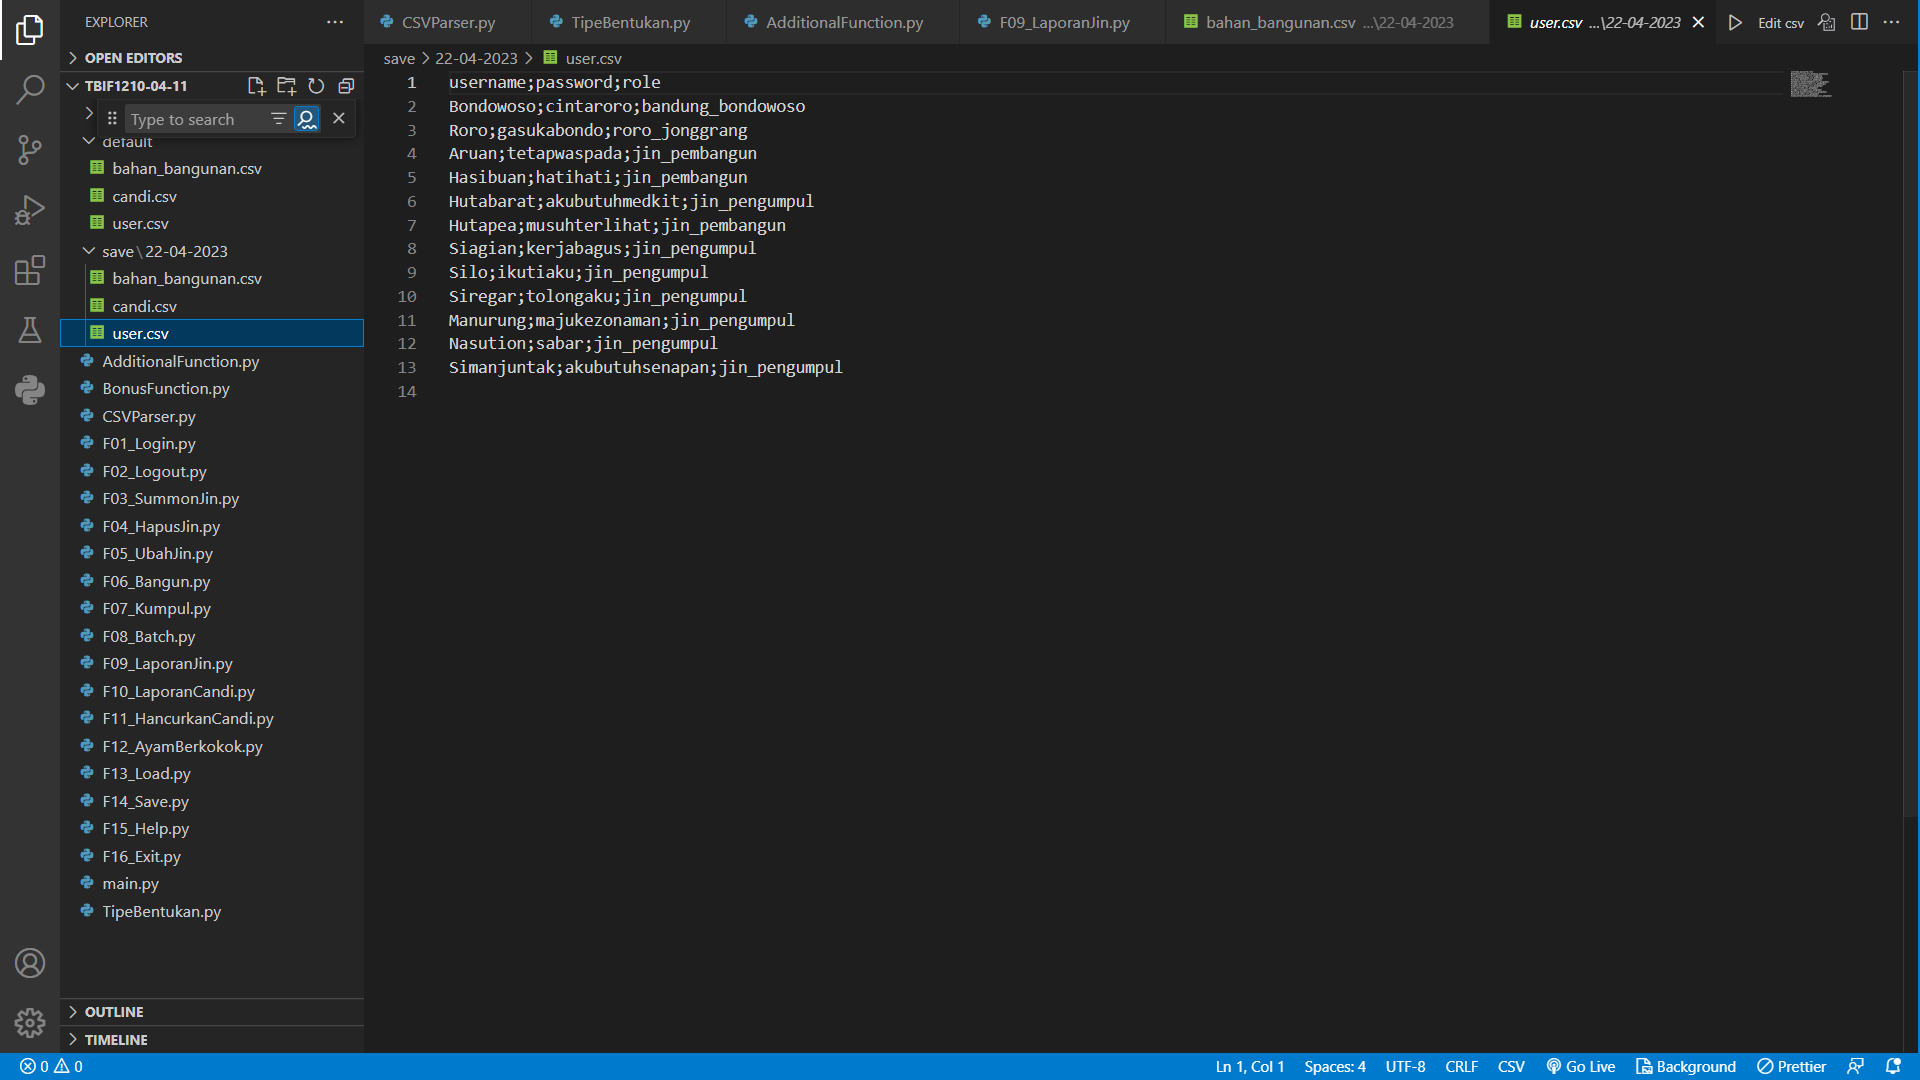 EXPLORER
OPEN EDITORS
TBIF1210-04-11
Type to search
default
bahan_bangunan.csv
candi.csv
user.csv
save\22-04-2023
bahan_bangunan.csv
candi.csv
user.csv
AdditionalFunction.py
BonusFunction.py
CSVParser.py
F01_Login.py
F02_Logout.py
F03_SummonJin.py
F04_HapusJin.py
F05_UbahJin.py
F06_Bangun.py
F07_Kumpul.py
F08_Batch.py
F09_LaporanJin.py
F10_LaporanCandi.py
F11_HancurkanCandi.py
F12_AyamBerkokok.py
F13_Load.py
F14_Save.py
F15_Help.py
F16_Exit.py
main.py
TipeBentukan.py
OUTLINE
TIMELINE
CSVParser.py TipeBentukan.py AdditionalFunction.py F09_LaporanJin.py bahan_bangunan.csv ...\22-04-2023 user.csv ...\22-04-2023 Edit csv
save > 22-04-2023 > user.csv
1 username;password;role
2 Bondowoso;cintaroro;bandung_bondowoso
3 Roro;gasukabondo;roro_jonggrang
4 Aruan;tetapwaspada;jin_pembangun
5 Hasibuan;hatihati;jin_pembangun
6 Hutabarat;akubutuhmedkit;jin_pengumpul
7 Hutapea;musuhterlihat;jin_pembangun
8 Siagian;kerjabagus;jin_pengumpul
9 Silo;ikutiaku;jin_pengumpul
10 Siregar;tolongaku;jin_pengumpul
11 Manurung;majukezonaman;jin_pengumpul
12 Nasution;sabar;jin_pengumpul
13 Simanjuntak;akubutuhsenapan;jin_pengumpul
14
0 0 Ln 1, Col 1 Spaces: 4 UTF-8 CRLF CSV Go Live Background Prettier